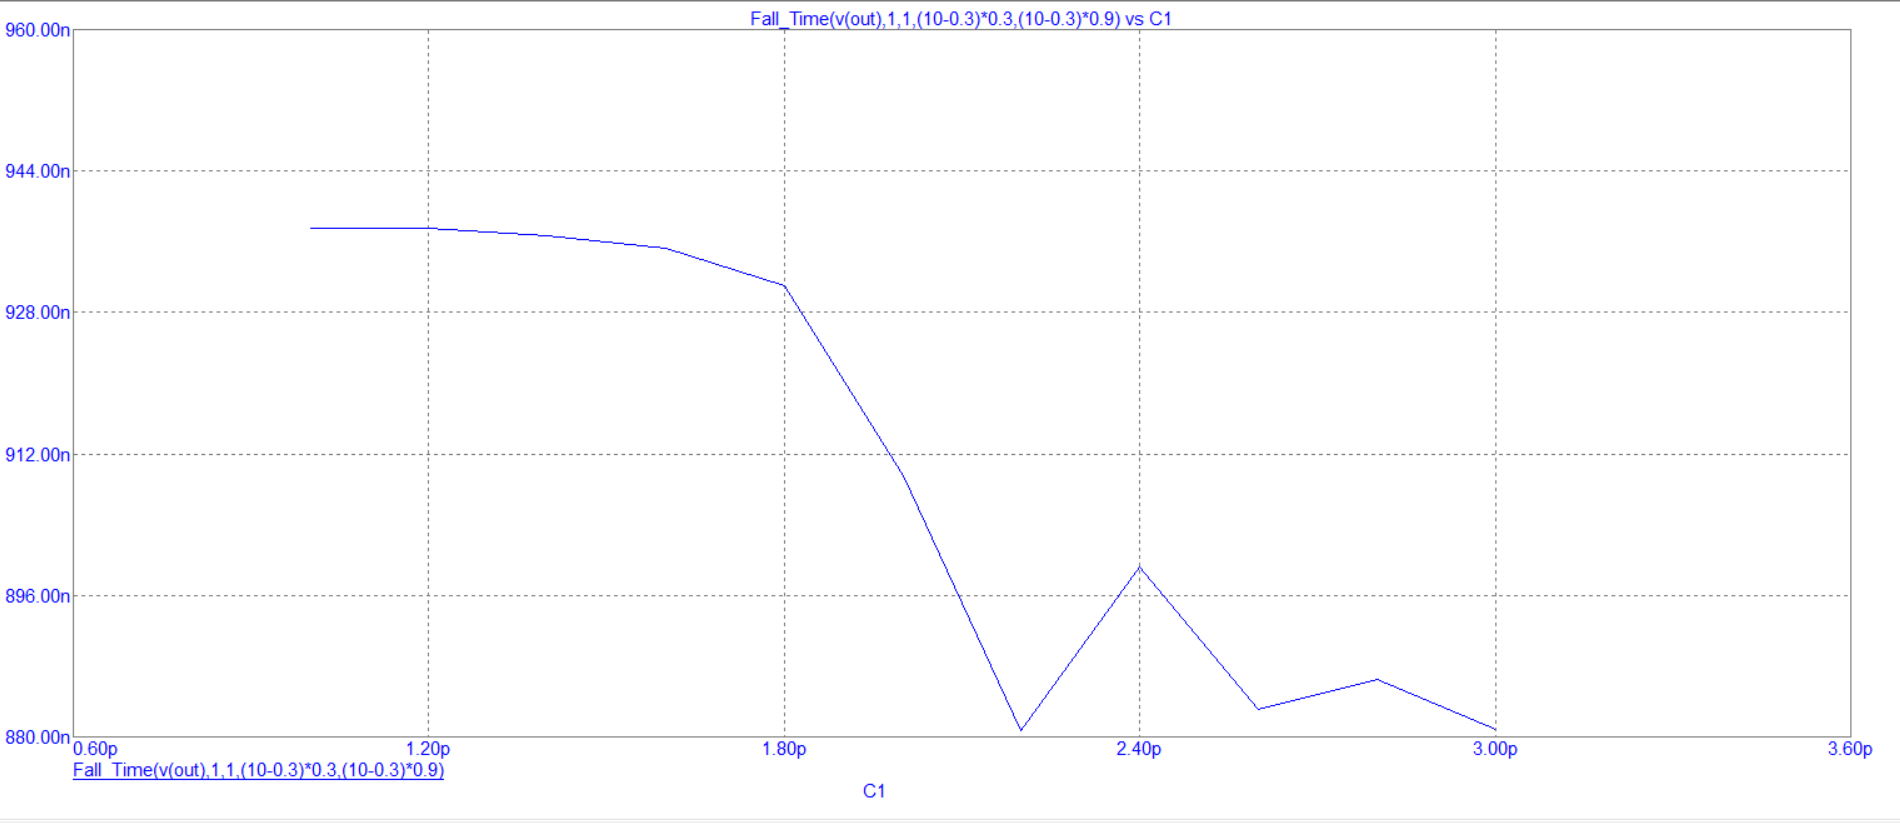 Fall_Time(v(out),1,1,(10-0.3)*0.3,(10-0.3)*0.9) vs C1
960.00n
944.00n
928.00n
912.00n
896.00n
880.00n
0.60p 1.20p 1.80p 2.40p 3.00p 3.60p
Fall_Time(v(out),1,1,(10-0.3)*0.3,(10-0.3)*0.9)
C1